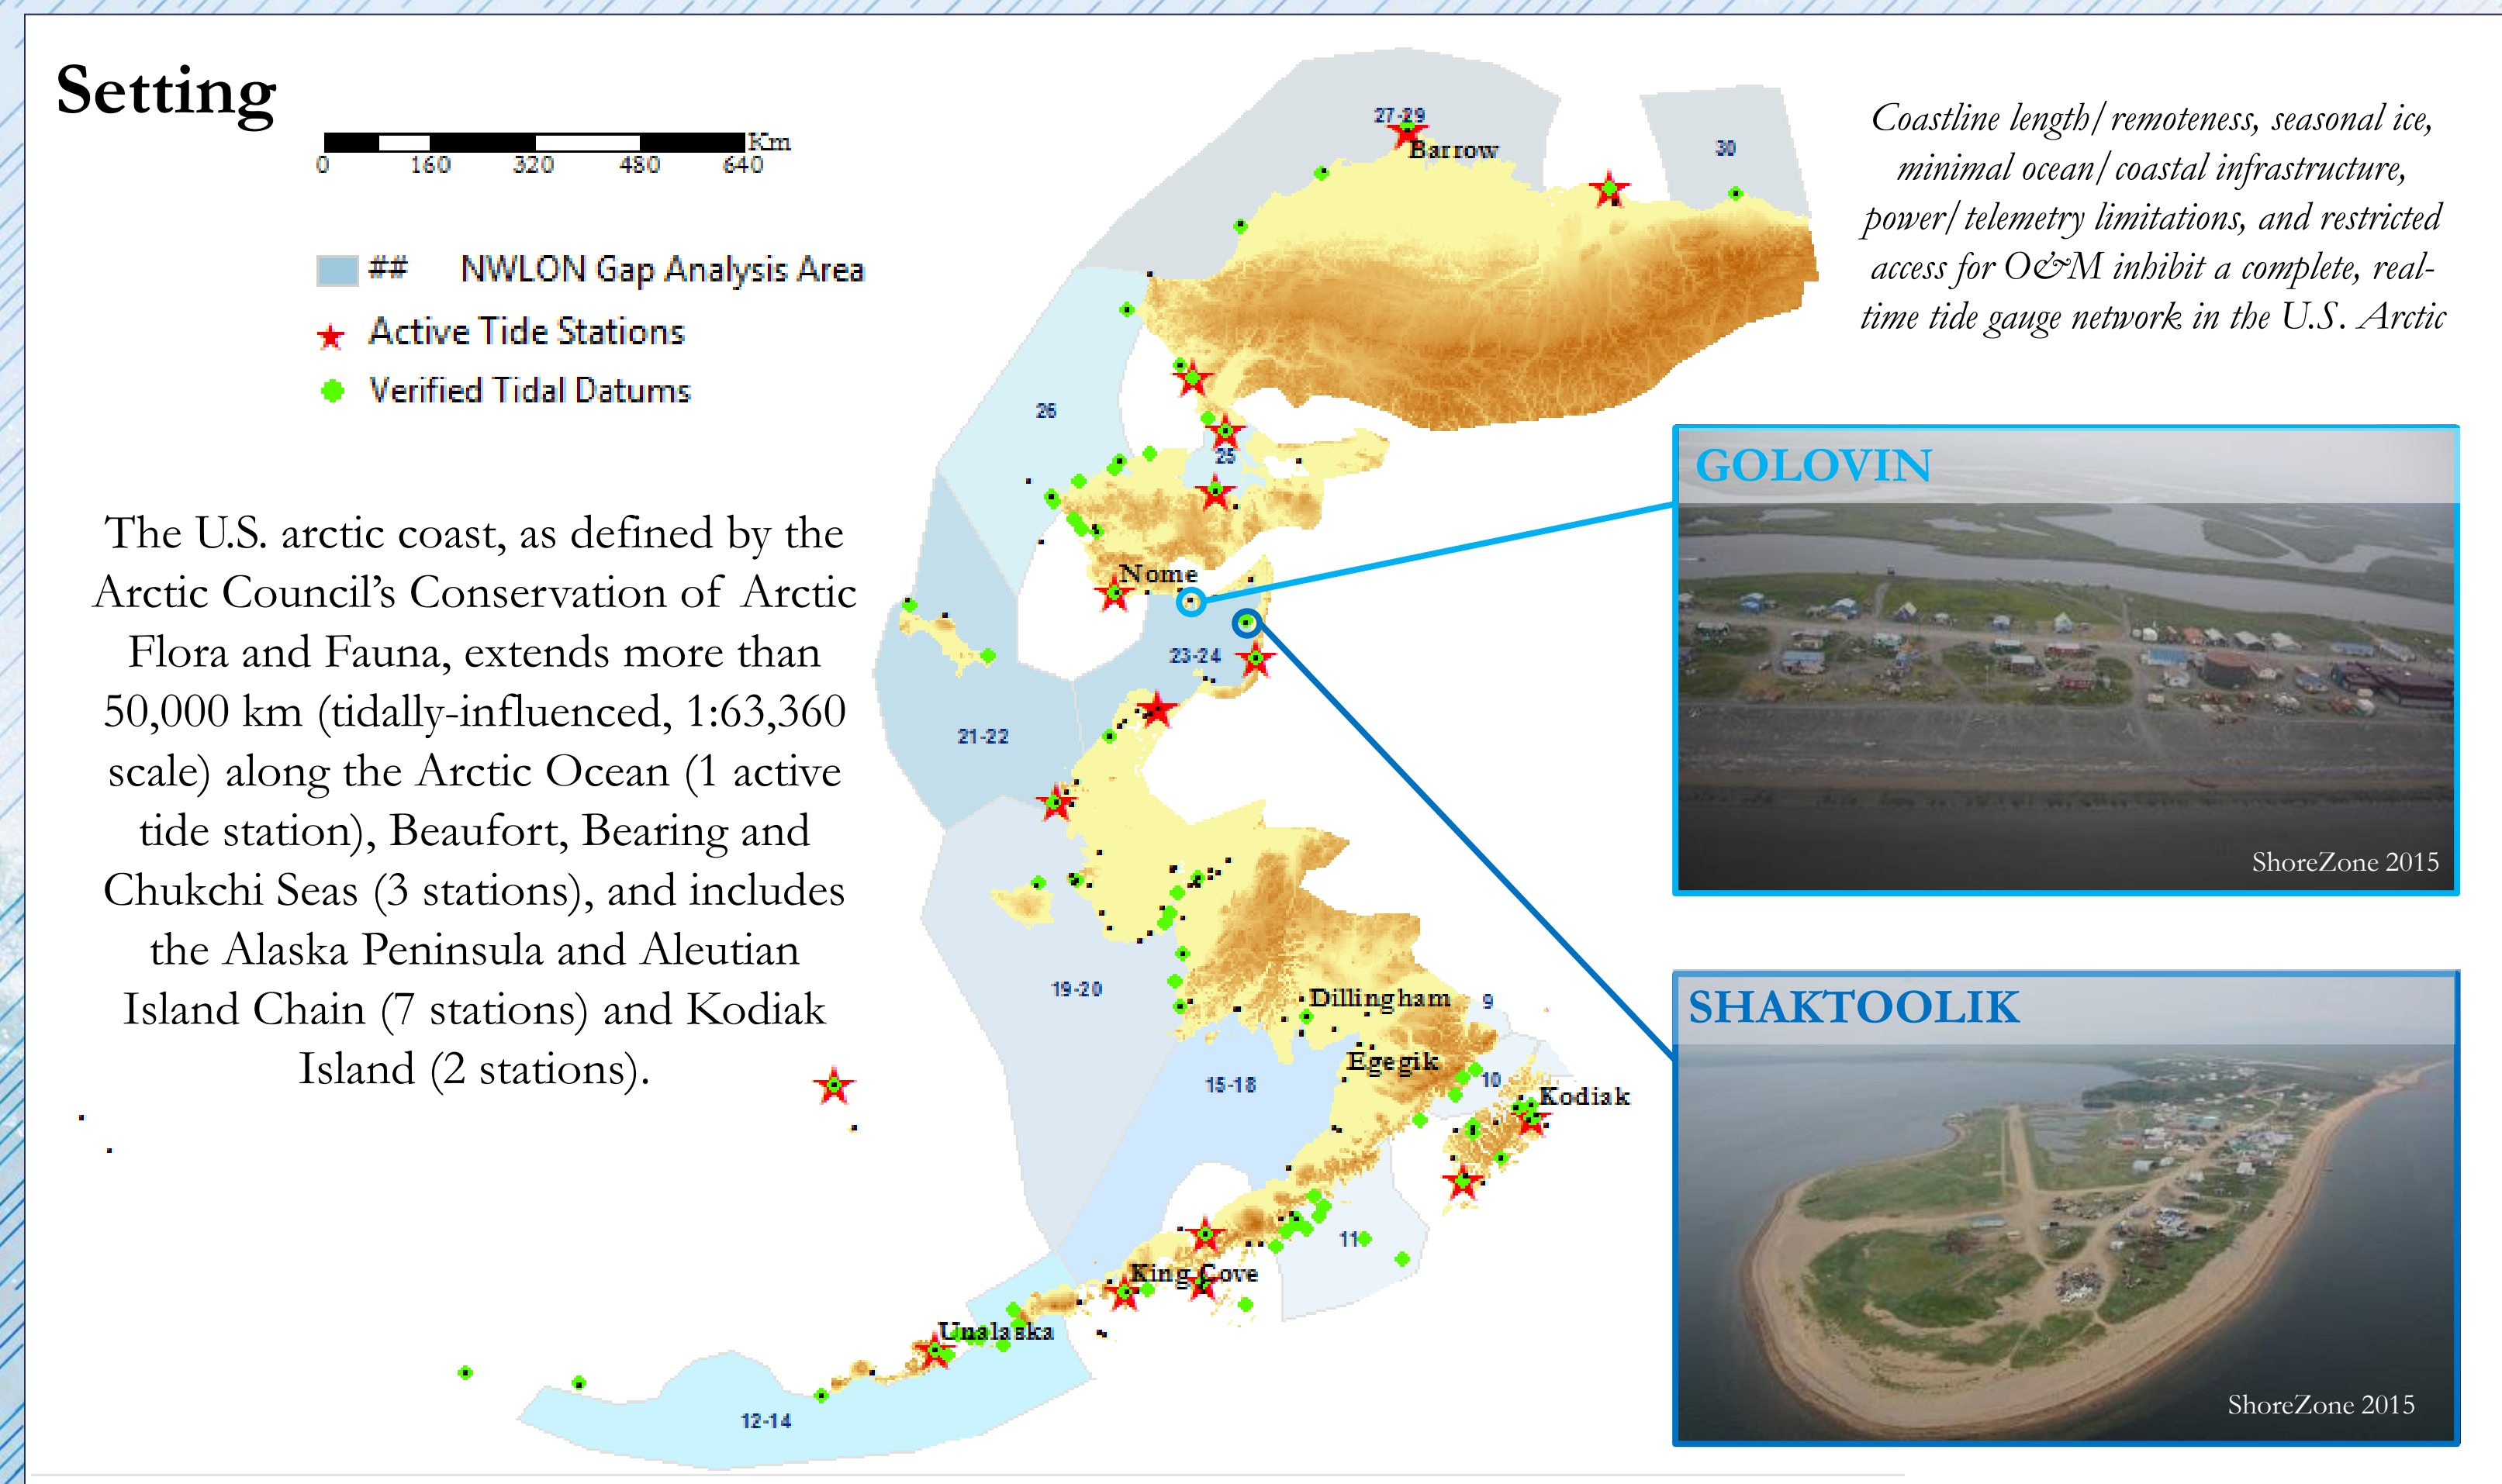 Setting
Km
0 160 320 480 640
## NWLON Gap Analysis Area
Active Tide Stations
Verified Tidal Datums
The U.S. arctic coast, as defined by the
Arctic Council’s Conservation of Arctic
Flora and Fauna, extends more than
50,000 km (tidally-influenced, 1:63,360
scale) along the Arctic Ocean (1 active
tide station), Beaufort, Bearing and
Chukchi Seas (3 stations), and includes
the Alaska Peninsula and Aleutian
Island Chain (7 stations) and Kodiak
Island (2 stations).
27-29
Barrow
30
26
25
Nome
23-24
21-22
19-20
Dillingham
9
Egegik
10
15-18
Kodiak
11
King Cove
Unalaska
12-14
Coastline length/remoteness, seasonal ice,
minimal ocean/coastal infrastructure,
power/telemetry limitations, and restricted
access for O&M inhibit a complete, real-
time tide gauge network in the U.S. Arctic
GOLOVIN
ShoreZone 2015
SHAKTOOLIK
ShoreZone 2015